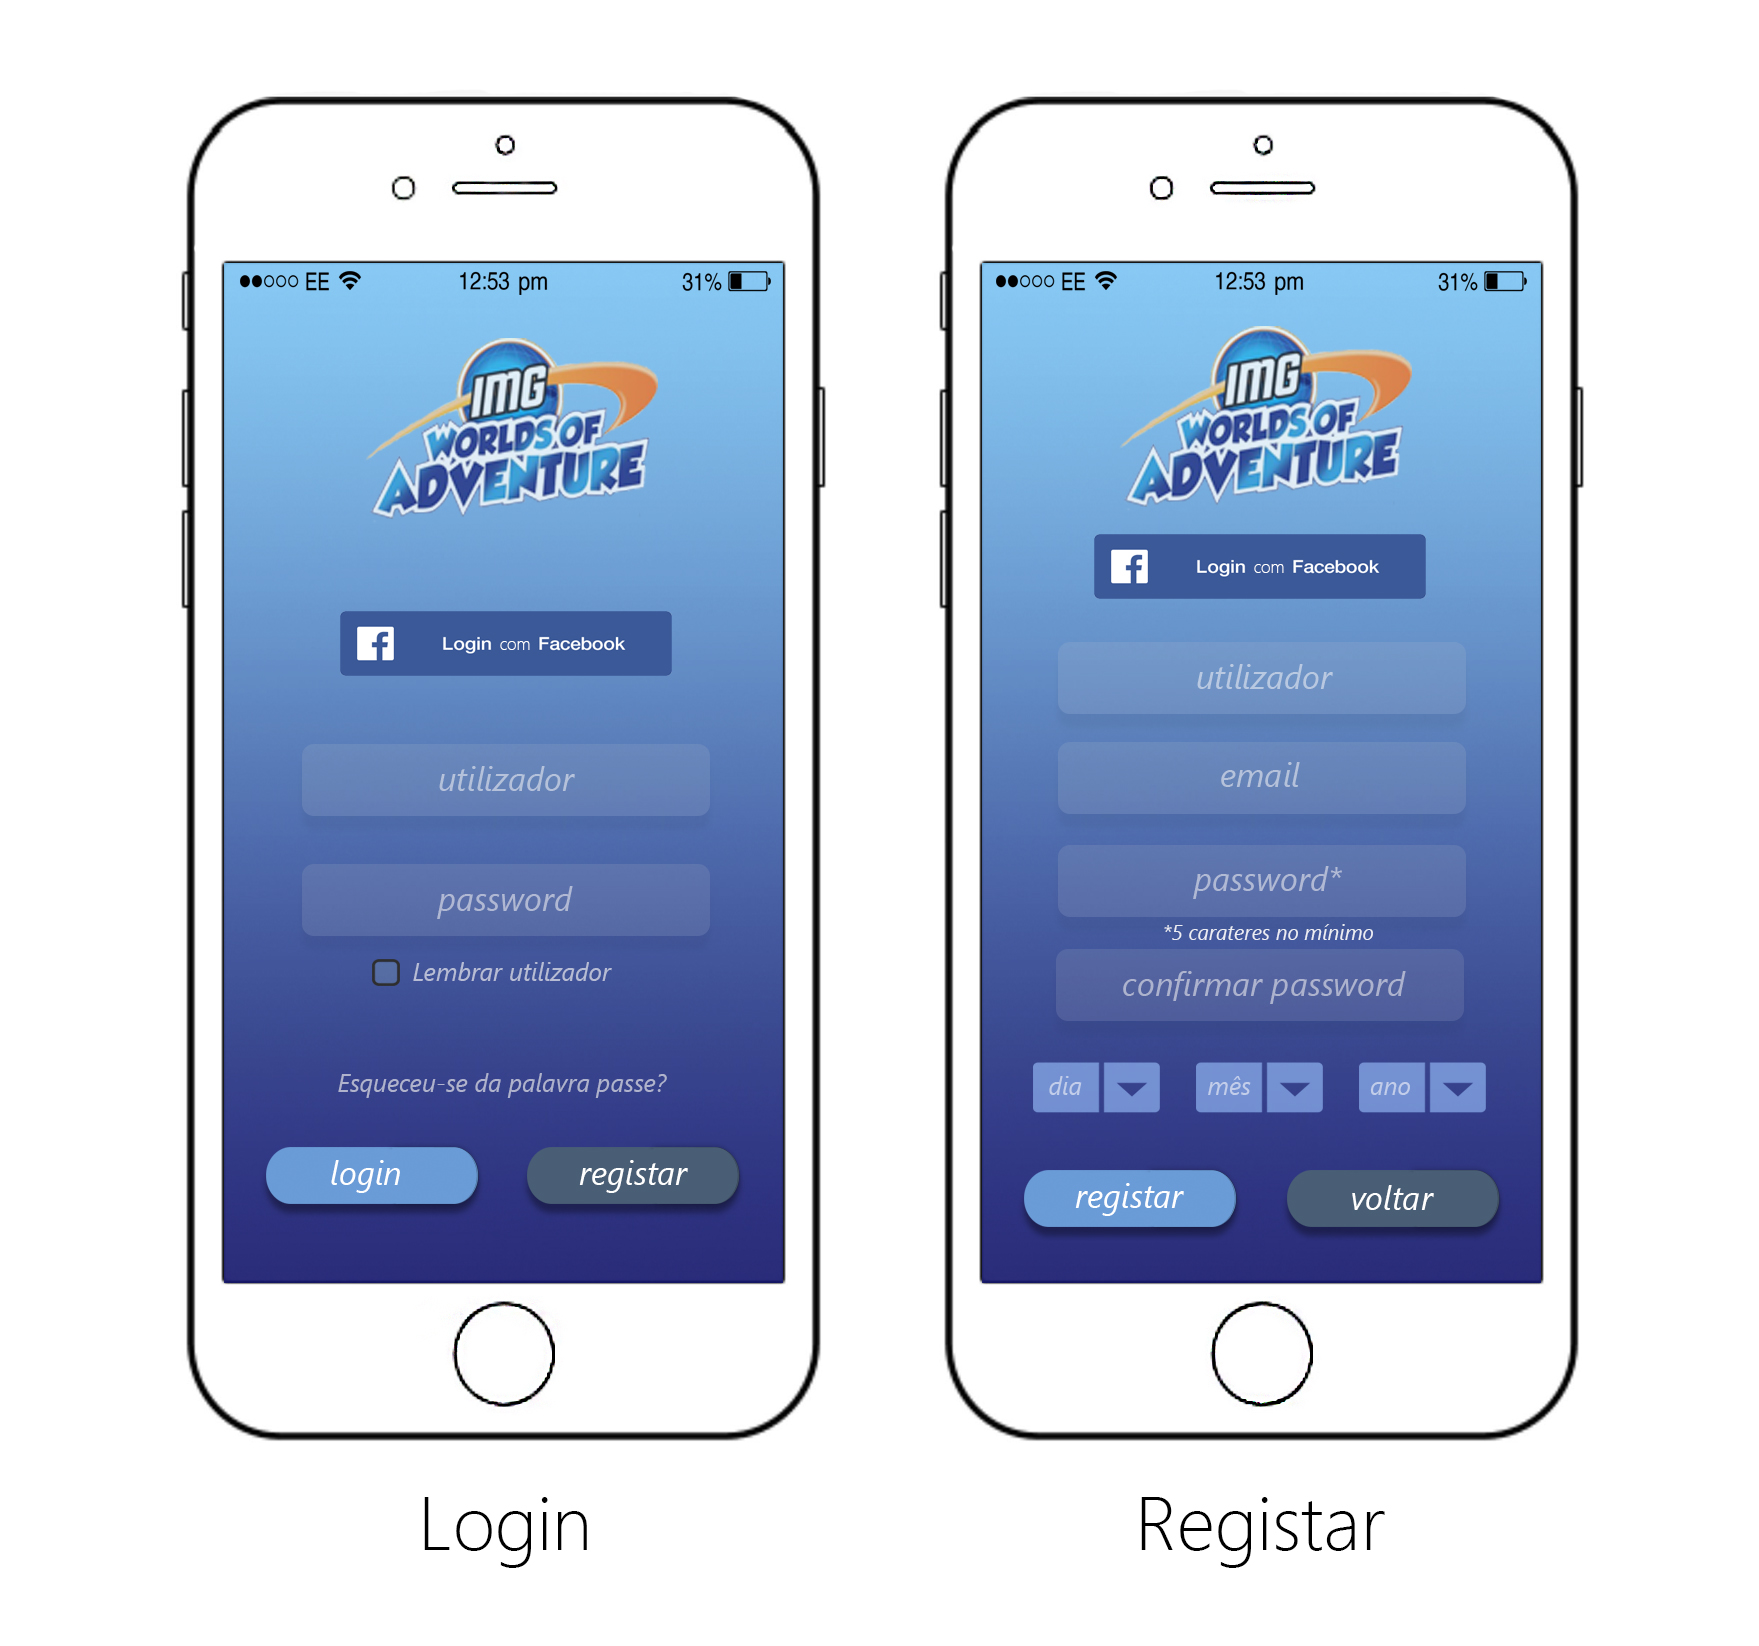 ●●○○○ EE 12:53 pm 31%
IMG
WORLDS OF
ADVENTURE
Login com Facebook
utilizador
password
Lembrar utilizador
Esqueceu-se da palavra passe?
login registar
Login
●●○○○ EE 12:53 pm 31%
IMG
WORLDS OF
ADVENTURE
Login com Facebook
utilizador
email
password*
*5 carateres no mínimo
confirmar password
dia mês ano
registar voltar
Registar